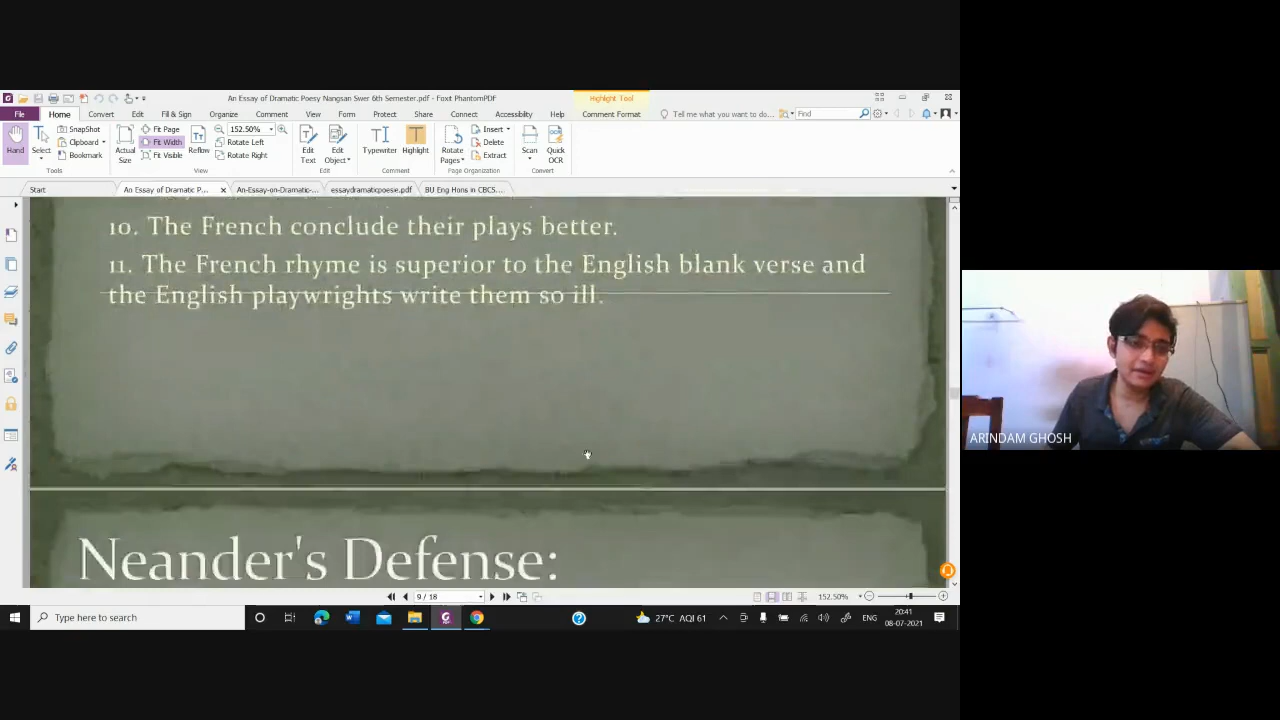 An Essay of Dramatic Poesy Nangsan Swer 6th Semester.pdf - Foxit PhantomPDF
Highlight Tool
File Home Convert Edit Fill & Sign Organize Comment View Form Protect Share Connect Accessibility Help Comment Format Tell me what you want to do... Find
Hand
Select
SnapShot
Clipboard
Bookmark
Tools
Actual Size
Fit Page
Fit Width
Fit Visible
Reflow
152.50%
Rotate Left
Rotate Right
View
Edit Text
Edit Object
Edit
Typewriter
Highlight
Comment
Rotate Pages
Insert
Delete
Extract
Page Organization
Scan
Quick OCR
Convert
Start
An Essay of Dramatic P...
An-Essay-on-Dramatic-...
essaydramaticpoesie.pdf
BU Eng Hons in CBCS...
10. The French conclude their plays better.
11. The French rhyme is superior to the English blank verse and
the English playwrights write them so ill.
Neander's Defense:
ARINDAM GHOSH
9 / 18
152.50%
Type here to search
27°C AQI 61
ENG
20:41
08-07-2021